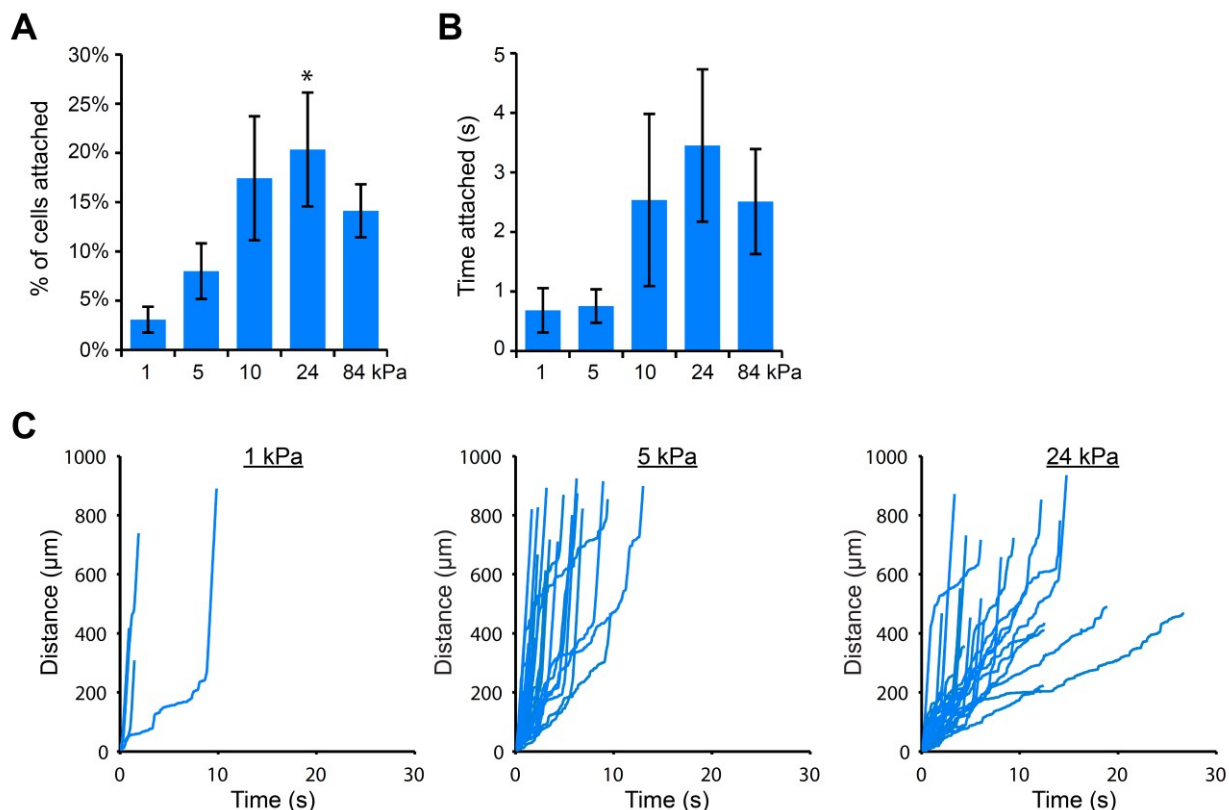 A
30%
25%
20%
15%
10%
5%
0%
% of cells attached
*
1 5 10 24 84 kPa
B
5
4
3
2
1
0
Time attached (s)
1 5 10 24 84 kPa
C
1 kPa
1000
800
600
400
200
0
Distance (μm)
0 10 20 30
Time (s)
5 kPa
1000
800
600
400
200
0
Distance (μm)
0 10 20 30
Time (s)
24 kPa
1000
800
600
400
200
0
Distance (μm)
0 10 20 30
Time (s)